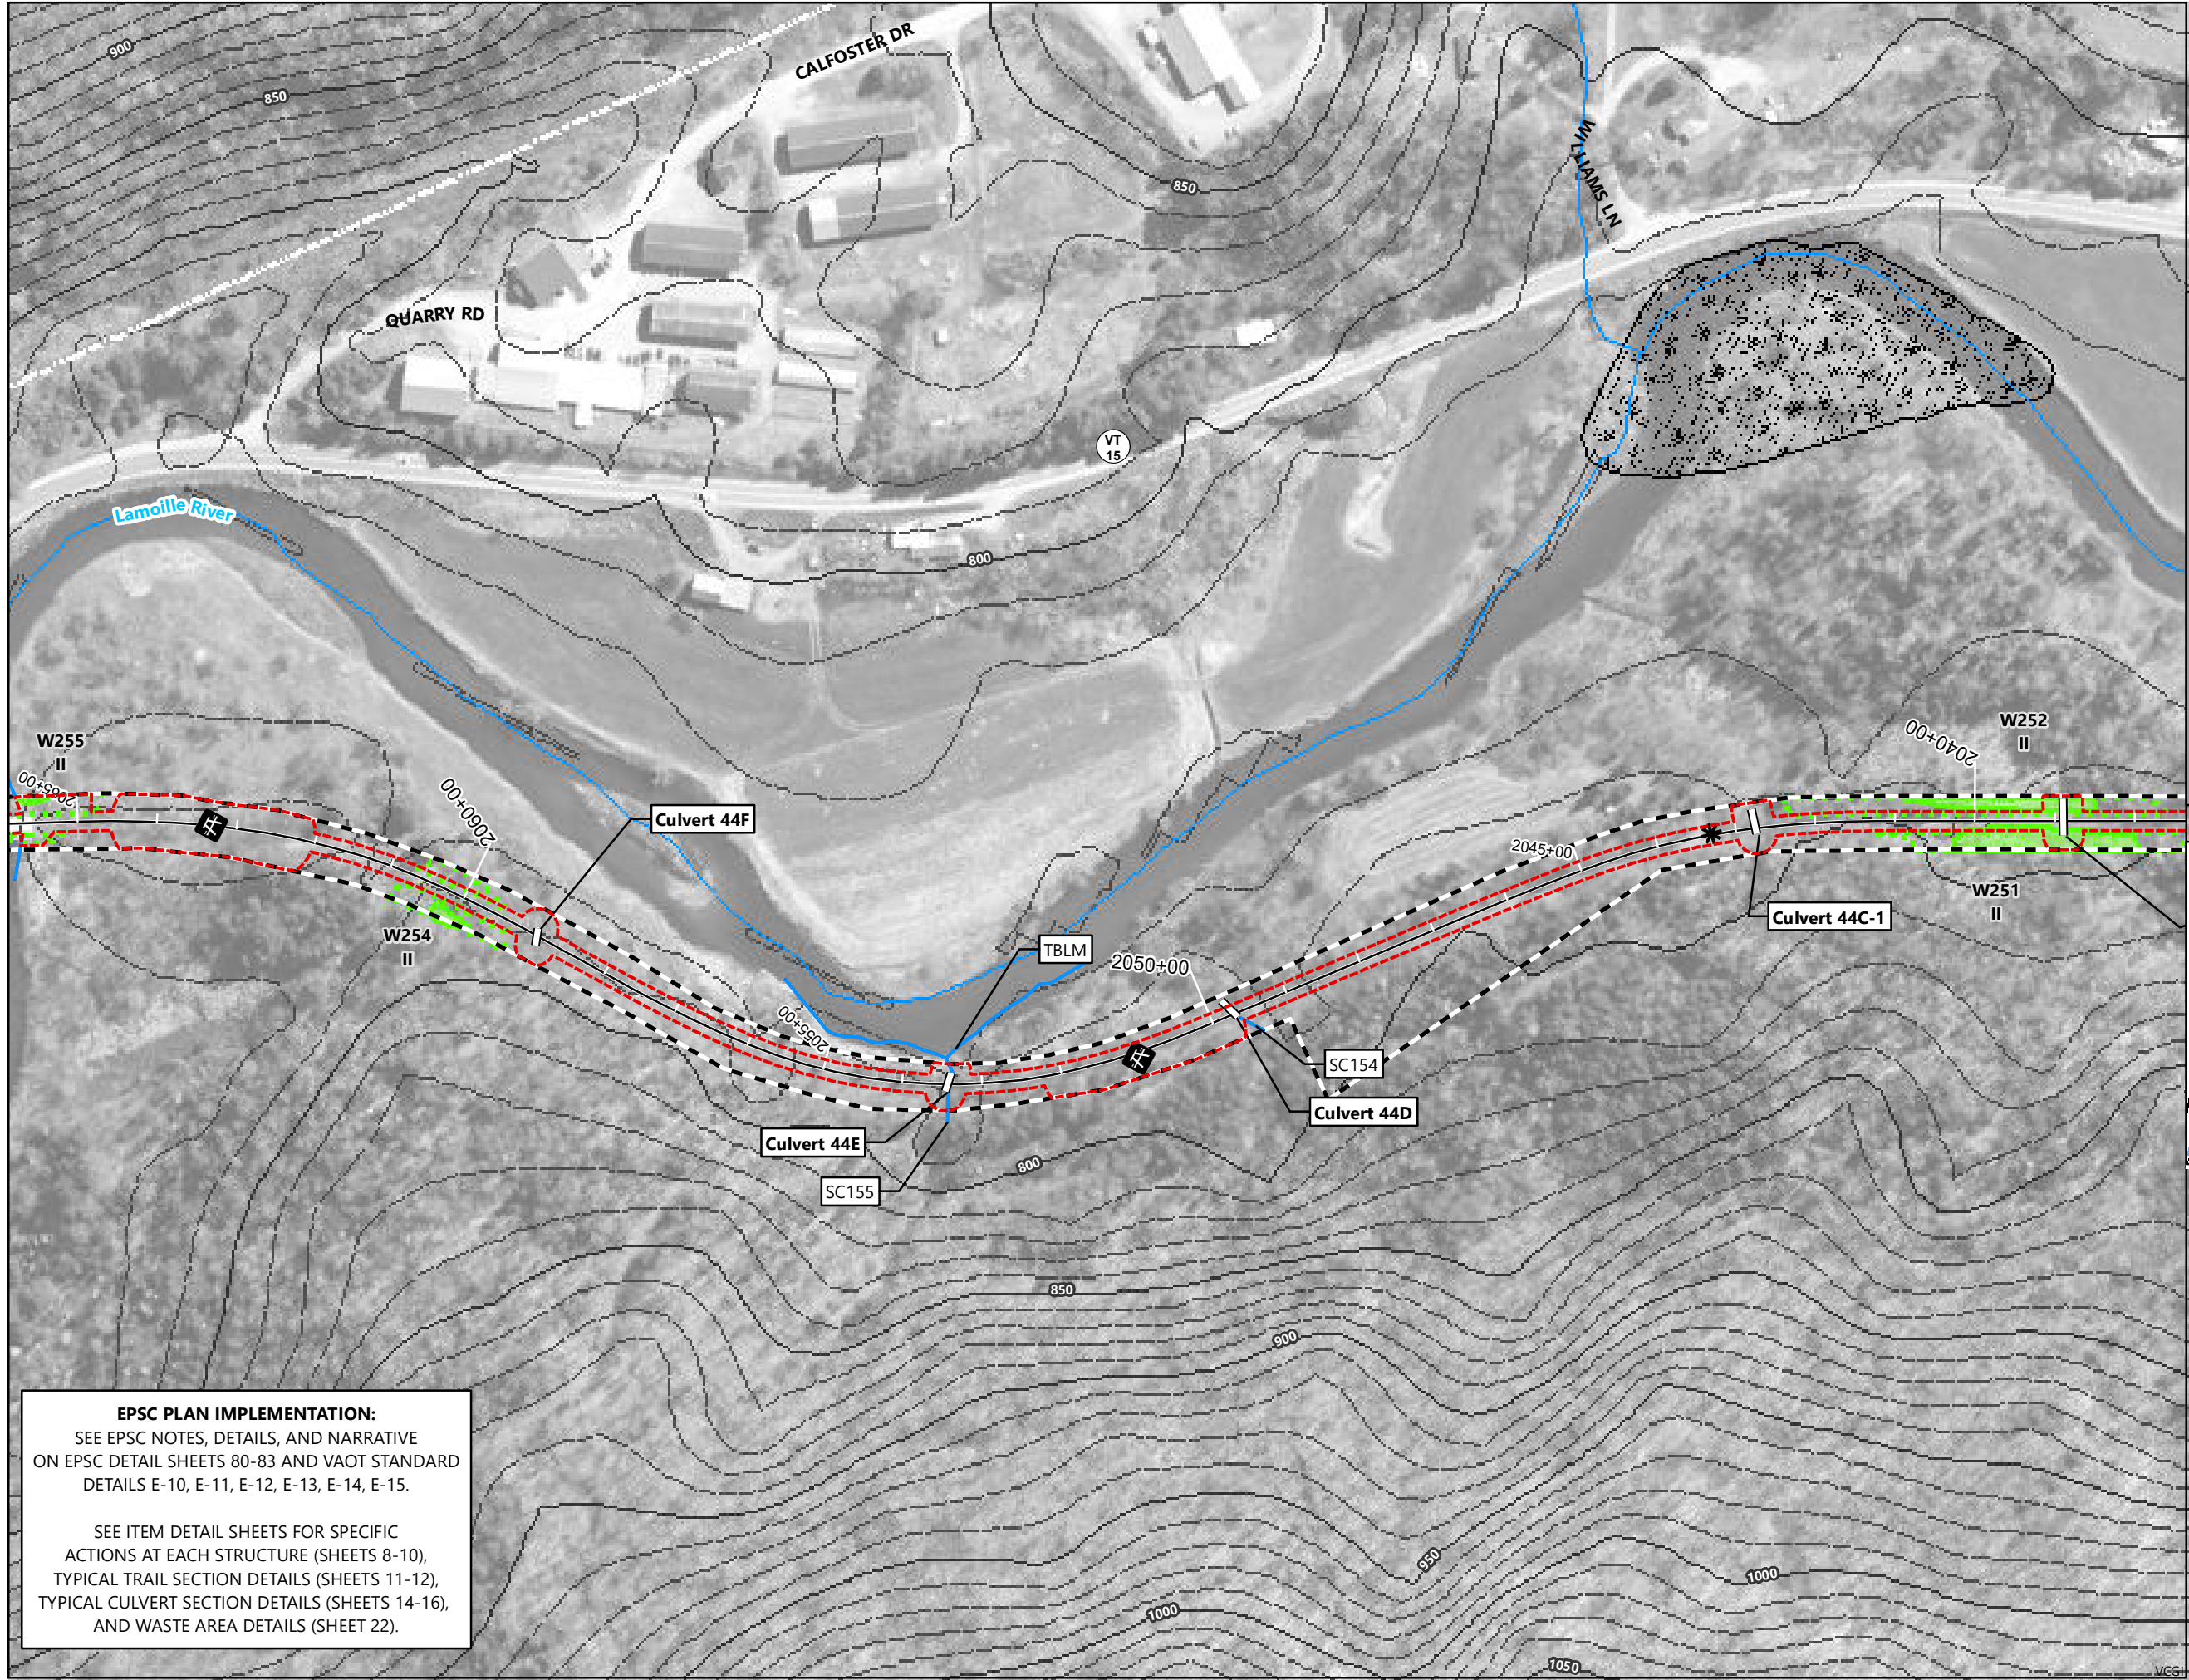 900
CALFOSTER DR
850
WILLIAMS LN
850
QUARRY RD
VT
15
Lamoille River
800
W255
II
2065+00
2060+00
Culvert 44F
W254
II
2055+00
TBLM
2050+00
2045+00
2040+00
W252
II
W251
II
Culvert 44C-1
SC154
Culvert 44D
Culvert 44E
SC155
800
850
900
950
1000
1000
1050
EPSC PLAN IMPLEMENTATION:
SEE EPSC NOTES, DETAILS, AND NARRATIVE
ON EPSC DETAIL SHEETS 80-83 AND VAOT STANDARD
DETAILS E-10, E-11, E-12, E-13, E-14, E-15.
SEE ITEM DETAIL SHEETS FOR SPECIFIC
ACTIONS AT EACH STRUCTURE (SHEETS 8-10),
TYPICAL TRAIL SECTION DETAILS (SHEETS 11-12),
TYPICAL CULVERT SECTION DETAILS (SHEETS 14-16),
AND WASTE AREA DETAILS (SHEET 22).
VCGI